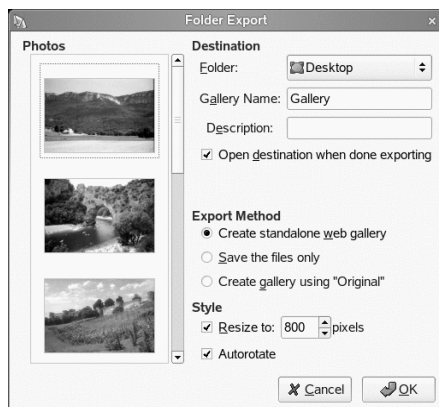 Folder Export
Photos
Destination
Folder: Desktop
Gallery Name: Gallery
Description:
Open destination when done exporting
Export Method
Create standalone web gallery
Save the files only
Create gallery using "Original"
Style
Resize to: 800 pixels
Autorotate
Cancel
OK